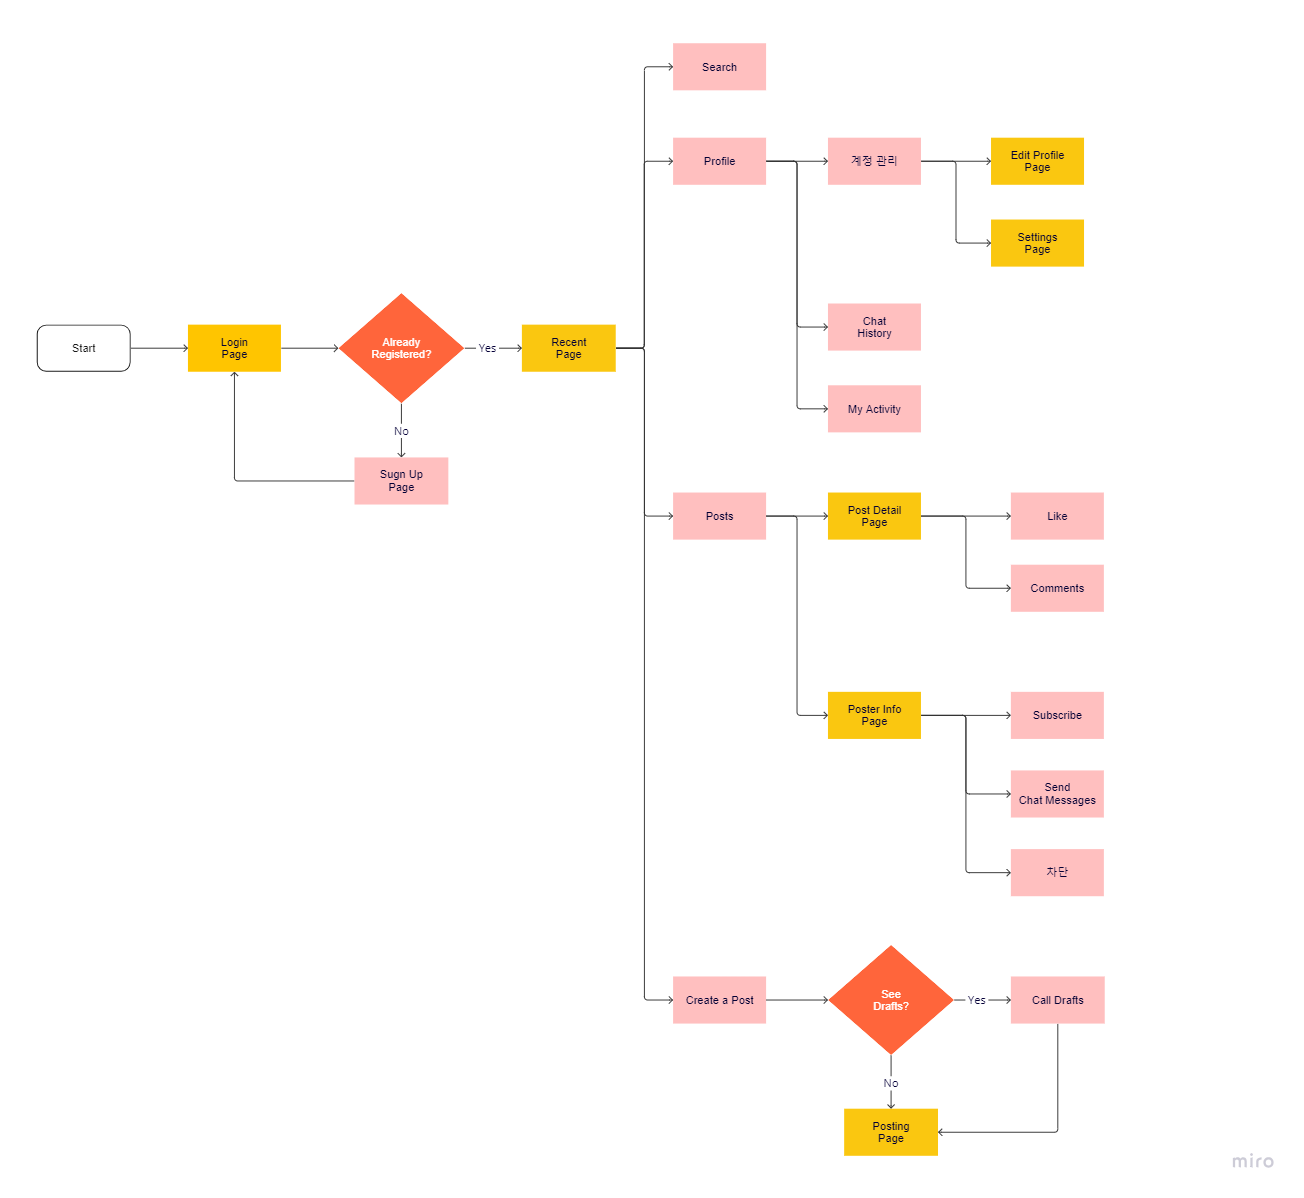 Search
Profile
계정 관리
Edit Profile
Page
Settings
Page
Chat
History
My Activity
Start
Login
Page
Already
Registered?
Yes
Recent
Page
No
Sugn Up
Page
Posts
Post Detail
Page
Like
Comments
Poster Info
Page
Subscribe
Send
Chat Messages
차단
Create a Post
See
Drafts?
Yes
Call Drafts
No
Posting
Page
miro